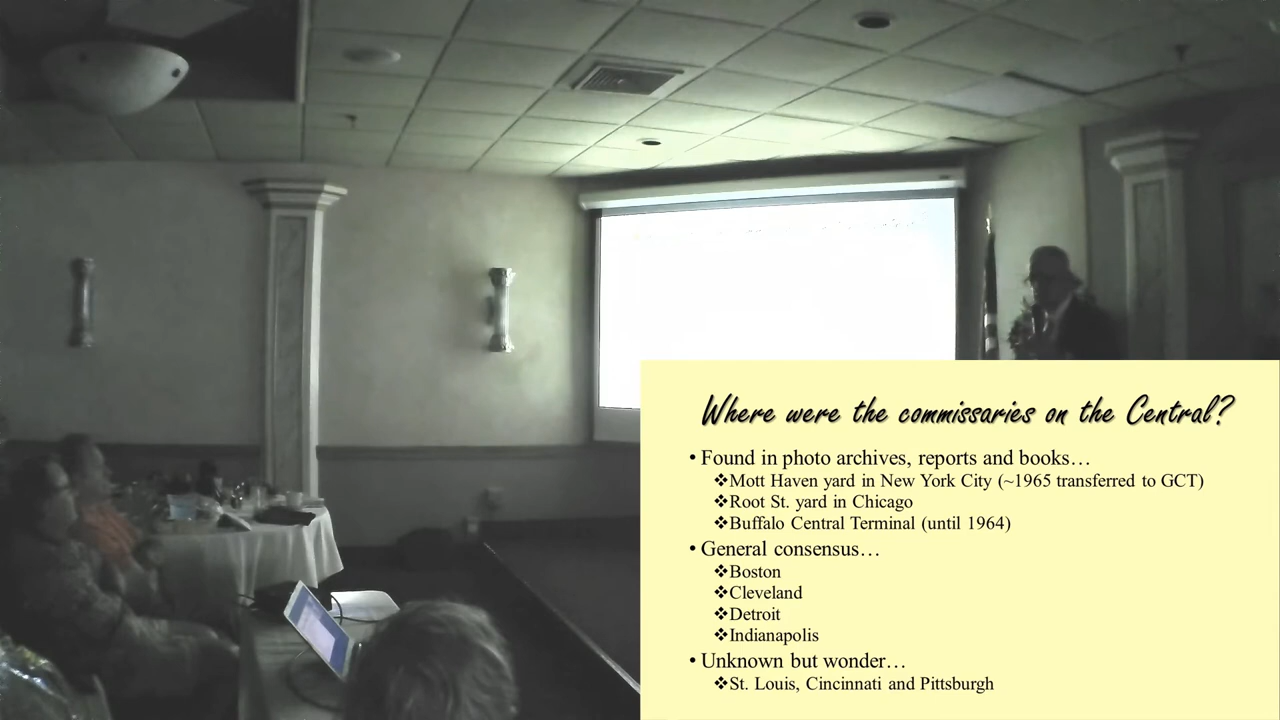 Where were the commissaries on the Central?
• Found in photo archives, reports and books…
❖Mott Haven yard in New York City (~1965 transferred to GCT)
❖Root St. yard in Chicago
❖Buffalo Central Terminal (until 1964)
• General consensus…
❖Boston
❖Cleveland
❖Detroit
❖Indianapolis
• Unknown but wonder…
❖St. Louis, Cincinnati and Pittsburgh